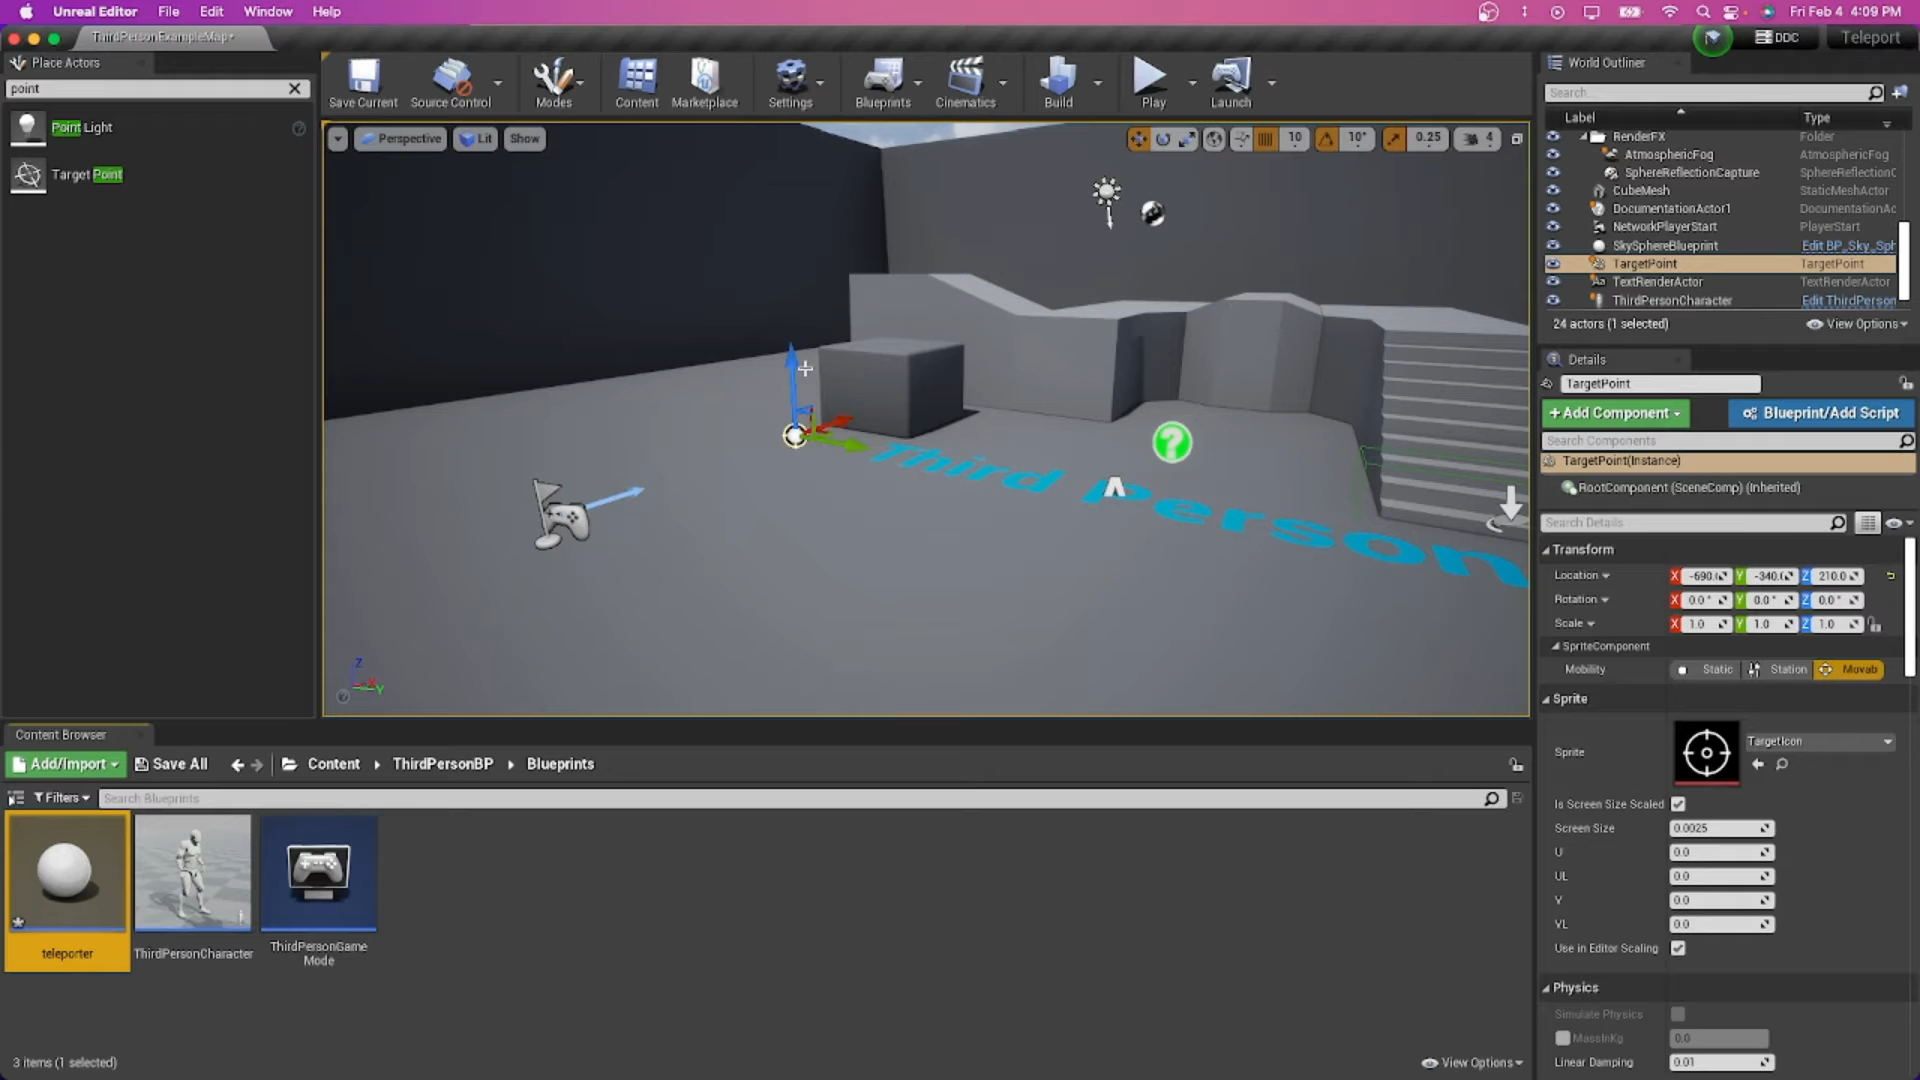 Unreal Editor File Edit Window Help
Fri Feb 4 4:09 PM
ThirdPersonExampleMap*
DDC
Teleport
Place Actors
point
Point Light
Target Point
Save Current
Source Control
Modes
Content
Marketplace
Settings
Blueprints
Cinematics
Build
Play
Launch
Perspective
Lit
Show
10
10°
0.25
4
Third Person
Z
X
Y
World Outliner
Search...
Label
Type
RenderFX Folder
AtmosphericFog AtmosphericFog
SphereReflectionCapture SphereReflectionC
CubeMesh StaticMeshActor
DocumentationActor1 DocumentationAc
NetworkPlayerStart PlayerStart
SkySphereBlueprint Edit BP_Sky_Sph
TargetPoint TargetPoint
TextRenderActor TextRenderActor
ThirdPersonCharacter Edit ThirdPerson
24 actors (1 selected)
View Options
Details
TargetPoint
+Add Component
Blueprint/Add Script
Search Components
TargetPoint(Instance)
RootComponent (SceneComp) (Inherited)
Search Details
Transform
Location X -690.( Y -340.( Z 210.0
Rotation X 0.0° Y 0.0° Z 0.0°
Scale X 1.0 Y 1.0 Z 1.0
SpriteComponent
Mobility Static Station Movab
Sprite
Sprite
TargetIcon
Is Screen Size Scaled
Screen Size 0.0025
U 0.0
UL 0.0
V 0.0
VL 0.0
Use in Editor Scaling
Physics
Simulate Physics
MassInKg 0.0
Linear Damping 0.01
Content Browser
Add/Import
Save All
Content
ThirdPersonBP
Blueprints
Filters
Search Blueprints
teleporter
ThirdPersonCharacter
ThirdPersonGame
Mode
3 items (1 selected)
View Options